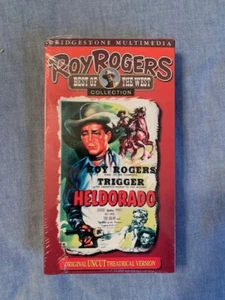 BRIDGESTONE MULTIMEDIA
ROY ROGERS
BEST OF THE WEST
COLLECTION
ROY ROGERS
TRIGGER
HELDORADO
ORIGINAL UNCUT THEATRICAL VERSION